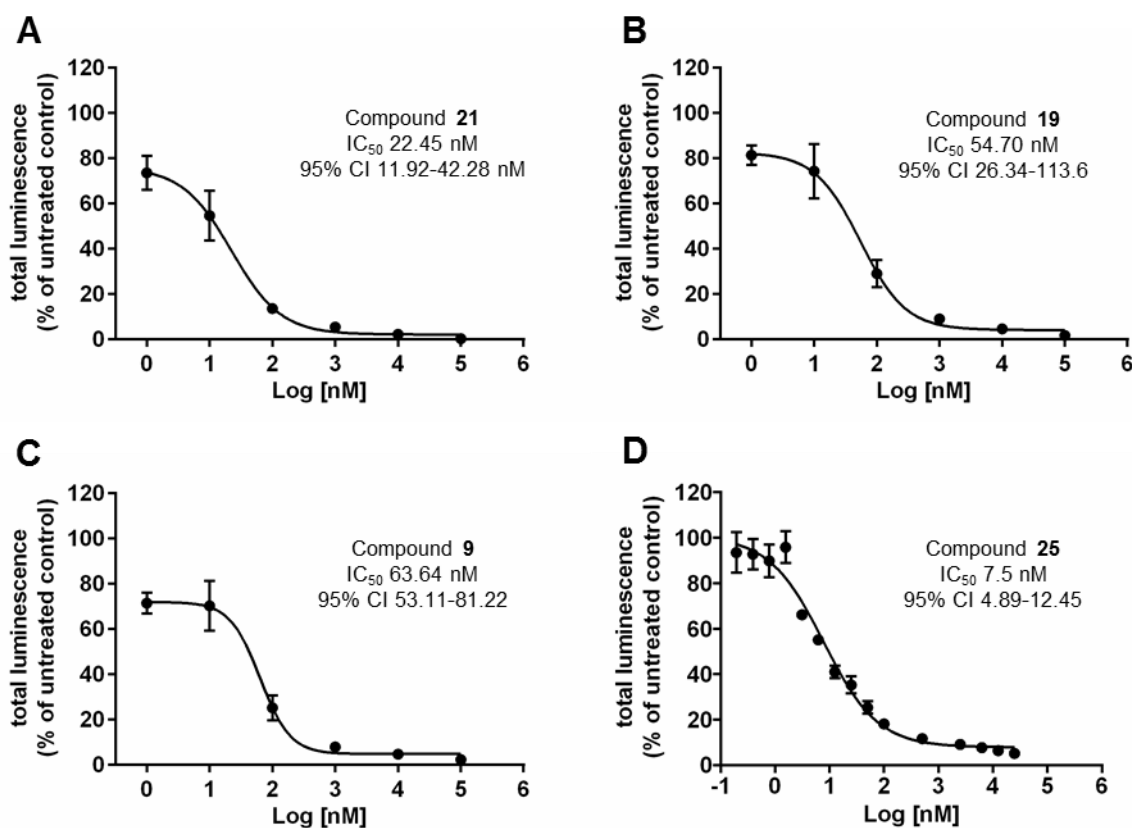 A
total luminescence
(% of untreated control)
120
100
80
60
40
20
0
Compound 21
IC₅₀ 22.45 nM
95% CI 11.92-42.28 nM
0 1 2 3 4 5 6
Log [nM]
B
total luminescence
(% of untreated control)
120
100
80
60
40
20
0
Compound 19
IC₅₀ 54.70 nM
95% CI 26.34-113.6
0 1 2 3 4 5 6
Log [nM]
C
total luminescence
(% of untreated control)
120
100
80
60
40
20
0
Compound 9
IC₅₀ 63.64 nM
95% CI 53.11-81.22
0 1 2 3 4 5 6
Log [nM]
D
total luminescence
(% of untreated control)
120
100
80
60
40
20
0
Compound 25
IC₅₀ 7.5 nM
95% CI 4.89-12.45
-1 0 1 2 3 4 5 6
Log [nM]